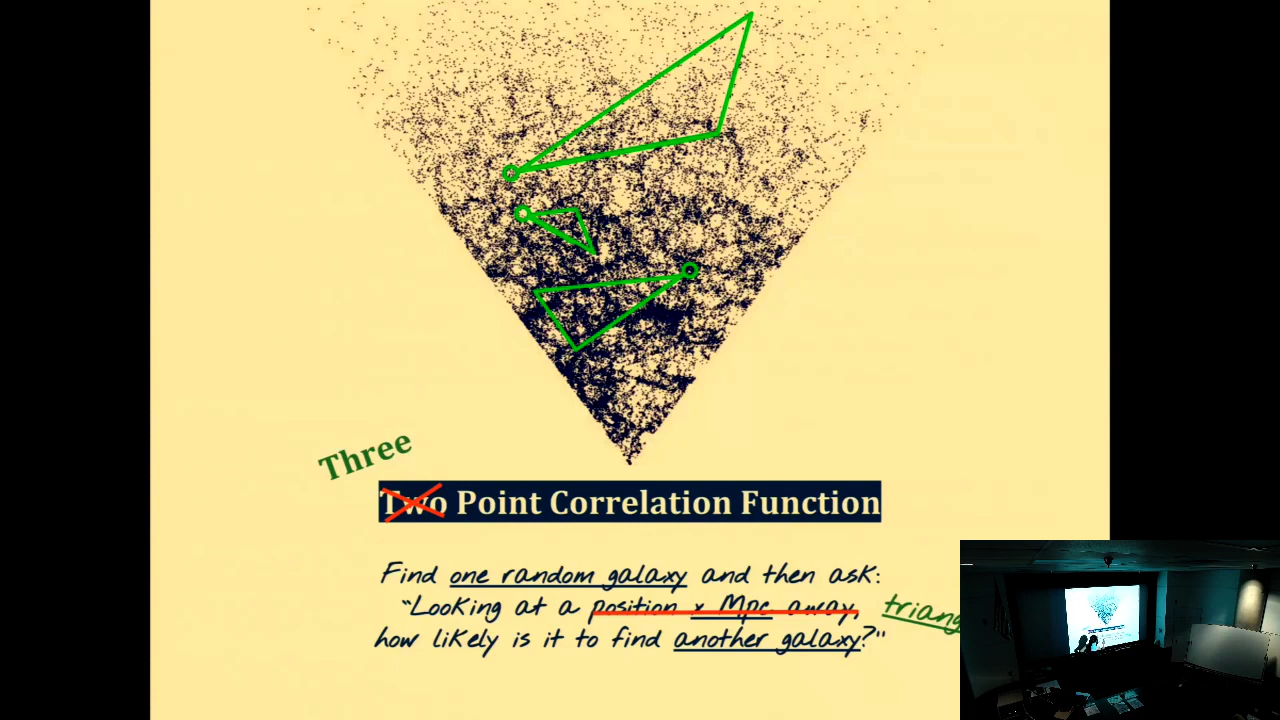 Three
Two Point Correlation Function
Find one random galaxy and then ask:
"Looking at a position x Mpc away,
how likely is it to find another galaxy?"